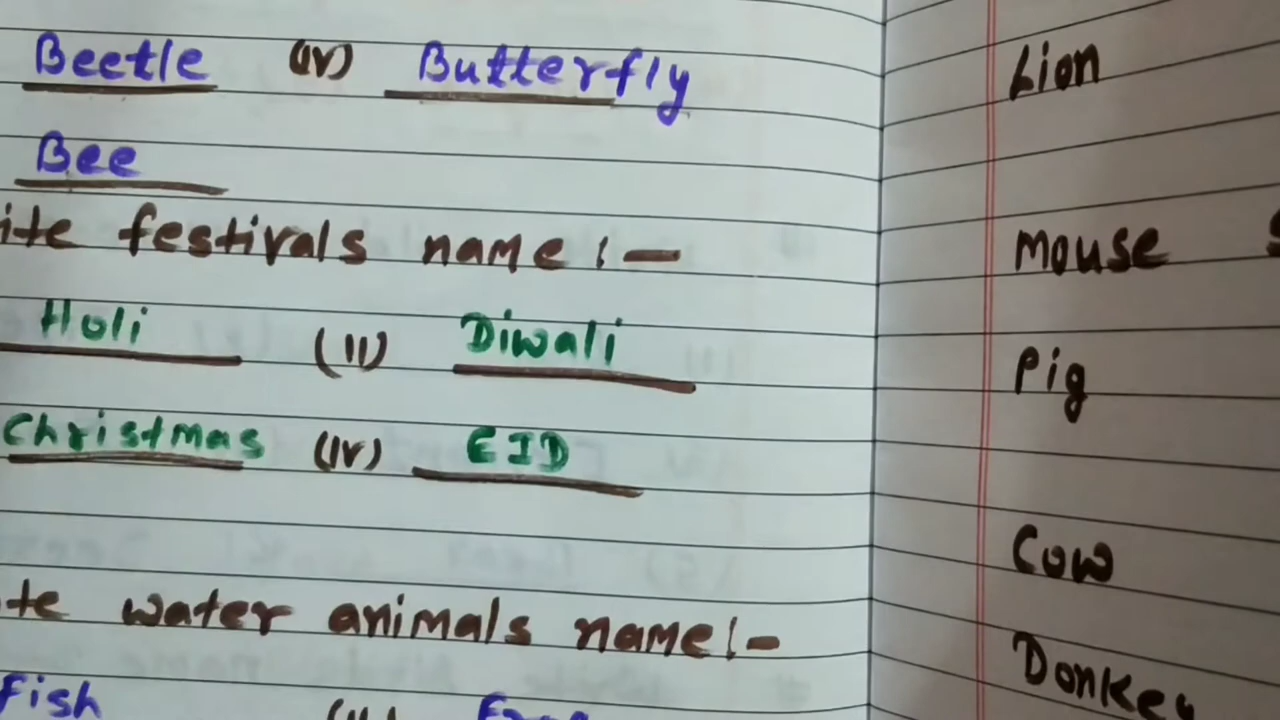 Beetle (IV) Butterfly
Bee
ite festivals name :-
Holi (II) Diwali
Christmas (IV) EID
te water animals name :-
Fish (II)
Lion
Mouse
Pig
Cow
Donkey